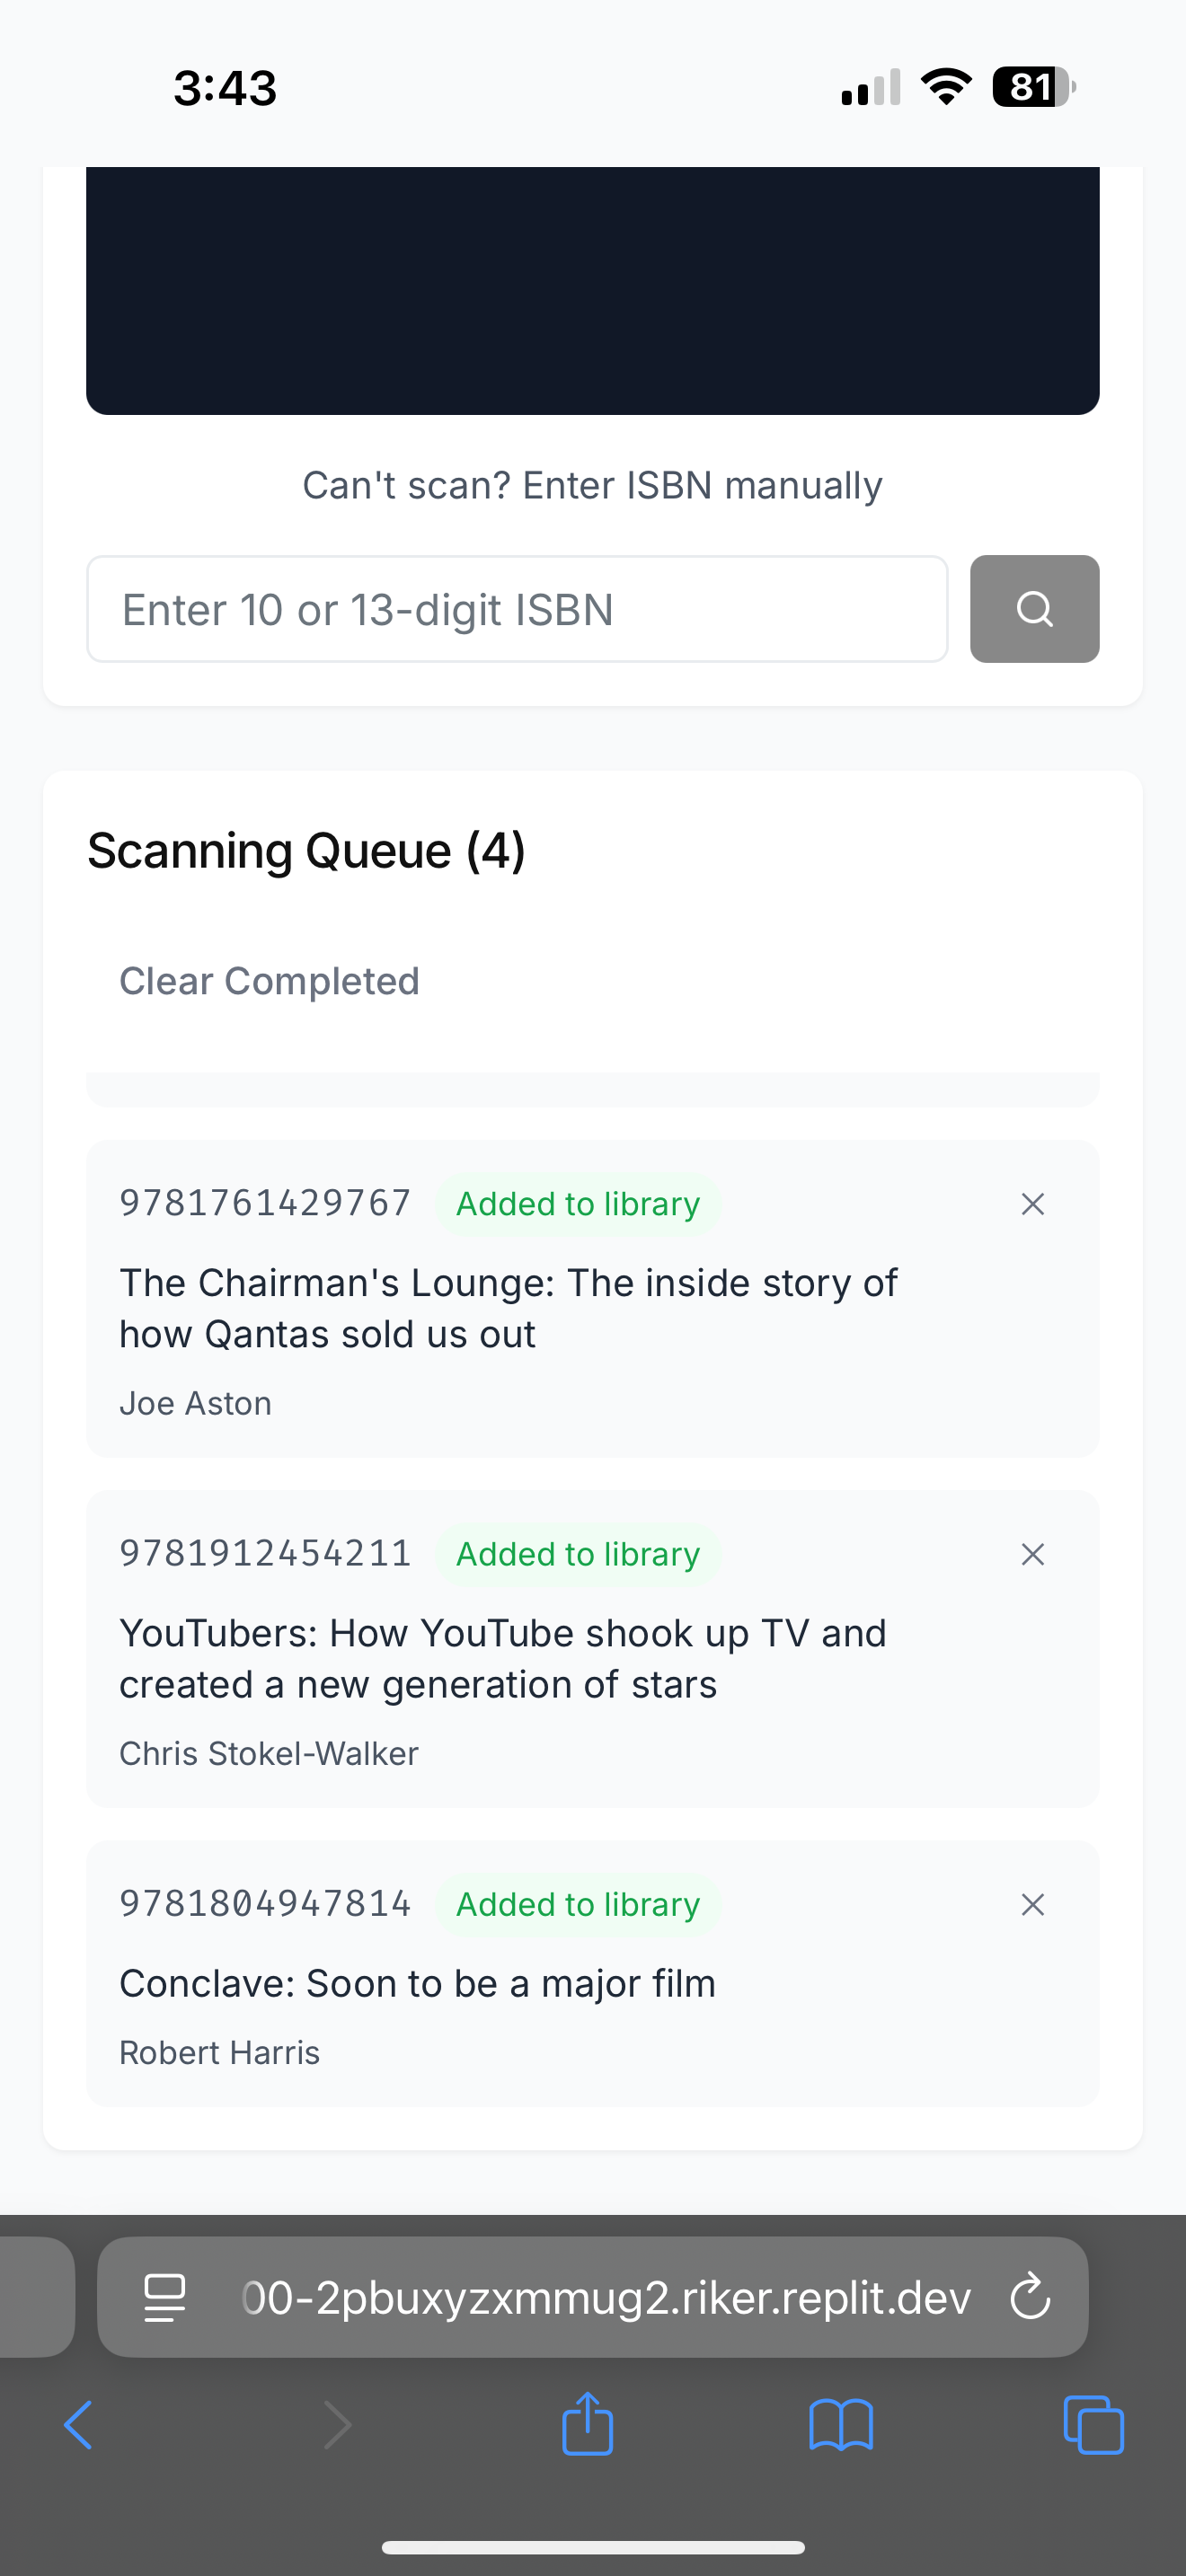 3:43
81
Can't scan? Enter ISBN manually
Enter 10 or 13-digit ISBN
Scanning Queue (4)
Clear Completed
9781761429767 Added to library
The Chairman's Lounge: The inside story of
how Qantas sold us out
Joe Aston
9781912454211 Added to library
YouTubers: How YouTube shook up TV and
created a new generation of stars
Chris Stokel-Walker
9781804947814 Added to library
Conclave: Soon to be a major film
Robert Harris
00-2pbuxyzxmmug2.riker.replit.dev